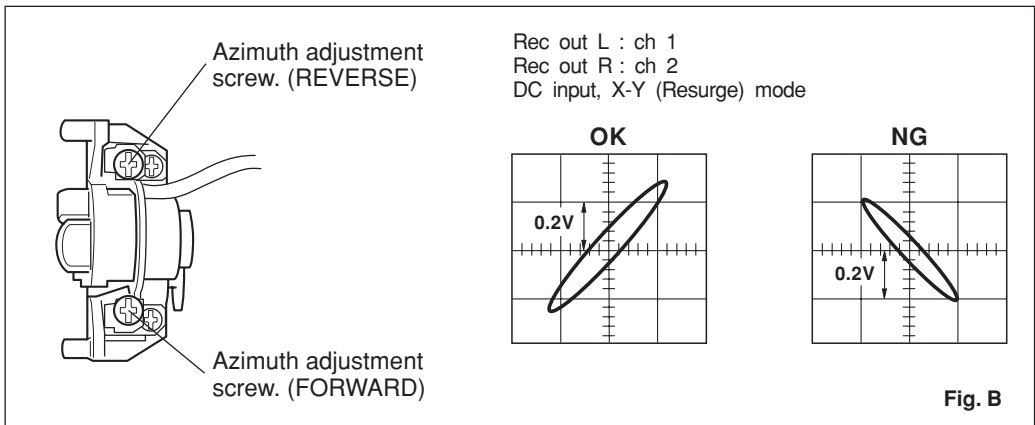 Azimuth adjustment
screw. (REVERSE)
Azimuth adjustment
screw. (FORWARD)
Rec out L : ch 1
Rec out R : ch 2
DC input, X-Y (Resurge) mode
OK
0.2V
NG
0.2V
Fig. B